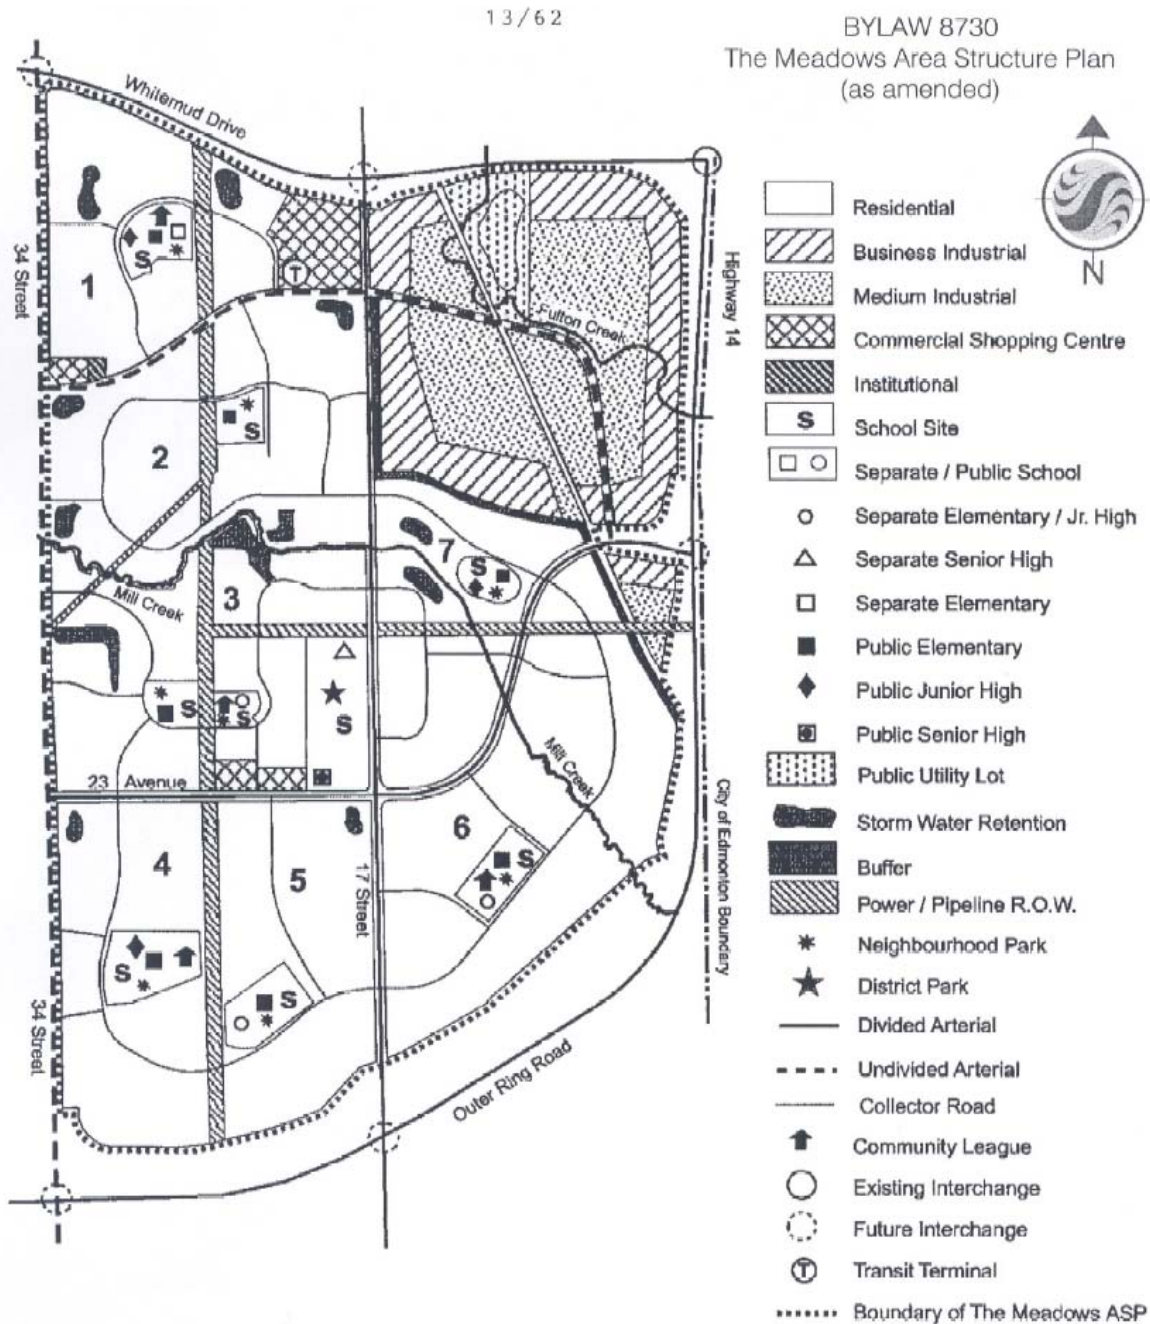 13/62
BYLAW 8730
The Meadows Area Structure Plan
(as amended)
N
Whitemud Drive
34 Street
Highway 14
Fulton Creek
1
T
S
2
S
7
S
3
Mill Creek
S
S
S
23 Avenue
Mill Creek
6
S
4
5
17 Street
City of Edmonton Boundary
S
S
34 Street
Outer Ring Road
Residential
Business Industrial
Medium Industrial
Commercial Shopping Centre
Institutional
S School Site
Separate / Public School
Separate Elementary / Jr. High
Separate Senior High
Separate Elementary
Public Elementary
Public Junior High
Public Senior High
Public Utility Lot
Storm Water Retention
Buffer
Power / Pipeline R.O.W.
Neighbourhood Park
District Park
Divided Arterial
Undivided Arterial
Collector Road
Community League
Existing Interchange
Future Interchange
T Transit Terminal
Boundary of The Meadows ASP